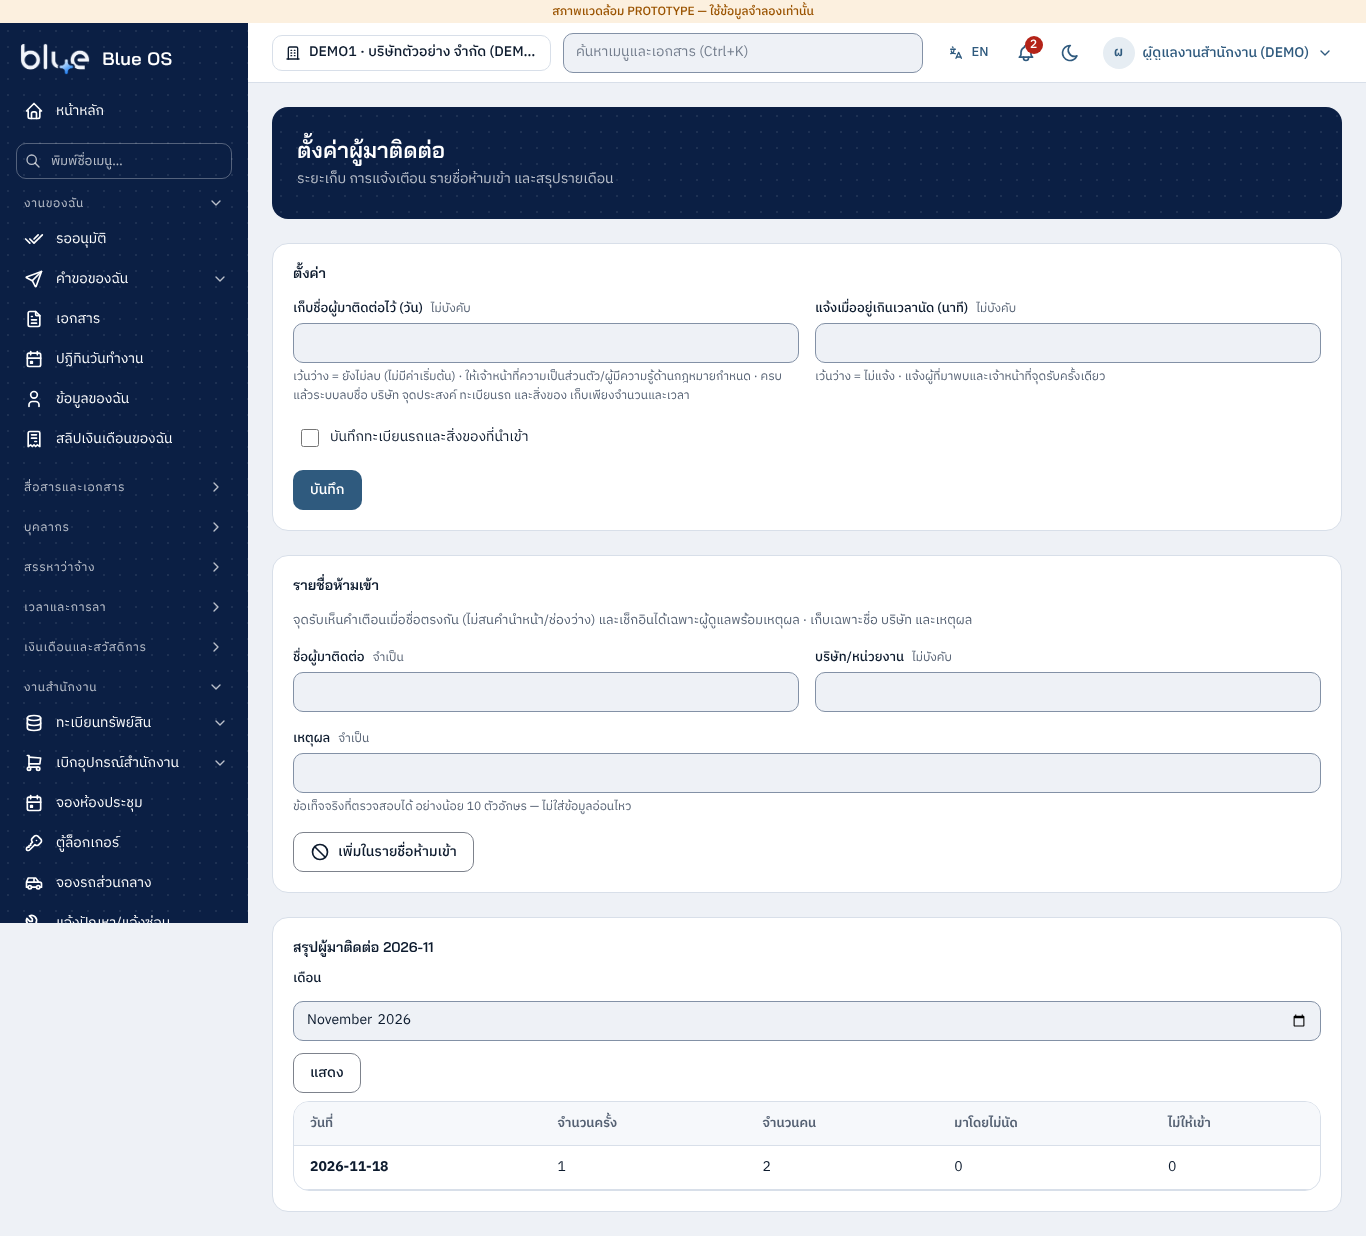 สภาพแวดล้อม PROTOTYPE — ใช้ข้อมูลจำลองเท่านั้น
blue Blue OS
DEMO1 · บริษัทตัวอย่าง จำกัด (DEM...
ค้นหาเมนูและเอกสาร (Ctrl+K)
EN
2
ผ
ผู้ดูแลงานสำนักงาน (DEMO)
หน้าหลัก
พิมพ์ชื่อเมนู...
งานของฉัน
รออนุมัติ
คำขอของฉัน
เอกสาร
ปฏิทินวันทำงาน
ข้อมูลของฉัน
สลิปเงินเดือนของฉัน
สื่อสารและเอกสาร
บุคลากร
สรรหาว่าจ้าง
เวลาและการลา
เงินเดือนและสวัสดิการ
งานสำนักงาน
ทะเบียนทรัพย์สิน
เบิกอุปกรณ์สำนักงาน
จองห้องประชุม
ตู้ล็อกเกอร์
จองรถส่วนกลาง
แจ้งปัญหา/แจ้งซ่อม
ตั้งค่าผู้มาติดต่อ
ระยะเก็บ การแจ้งเตือน รายชื่อห้ามเข้า และสรุปรายเดือน
ตั้งค่า
เก็บชื่อผู้มาติดต่อไว้ (วัน) ไม่บังคับ
เว้นว่าง = ยังไม่ลบ (ไม่มีค่าเริ่มต้น) · ให้เจ้าหน้าที่ความเป็นส่วนตัว/ผู้มีความรู้ด้านกฎหมายกำหนด · ครบ
แล้วระบบลบชื่อ บริษัท จุดประสงค์ ทะเบียนรถ และสิ่งของ เก็บเพียงจำนวนและเวลา
แจ้งเมื่ออยู่เกินเวลานัด (นาที) ไม่บังคับ
เว้นว่าง = ไม่แจ้ง · แจ้งผู้ที่มาพบและเจ้าหน้าที่จุดรับครั้งเดียว
บันทึกทะเบียนรถและสิ่งของที่นำเข้า
บันทึก
รายชื่อห้ามเข้า
จุดรับเห็นคำเตือนเมื่อชื่อตรงกัน (ไม่สนคำนำหน้า/ช่องว่าง) และเช็กอินได้เฉพาะผู้ดูแลพร้อมเหตุผล · เก็บเฉพาะชื่อ บริษัท และเหตุผล
ชื่อผู้มาติดต่อ จำเป็น
บริษัท/หน่วยงาน ไม่บังคับ
เหตุผล จำเป็น
ข้อเท็จจริงที่ตรวจสอบได้ อย่างน้อย 10 ตัวอักษร — ไม่ใส่ข้อมูลอ่อนไหว
เพิ่มในรายชื่อห้ามเข้า
สรุปผู้มาติดต่อ 2026-11
เดือน
November 2026
แสดง
วันที่ จำนวนครั้ง จำนวนคน มาโดยไม่นัด ไม่ให้เข้า
2026-11-18 1 2 0 0